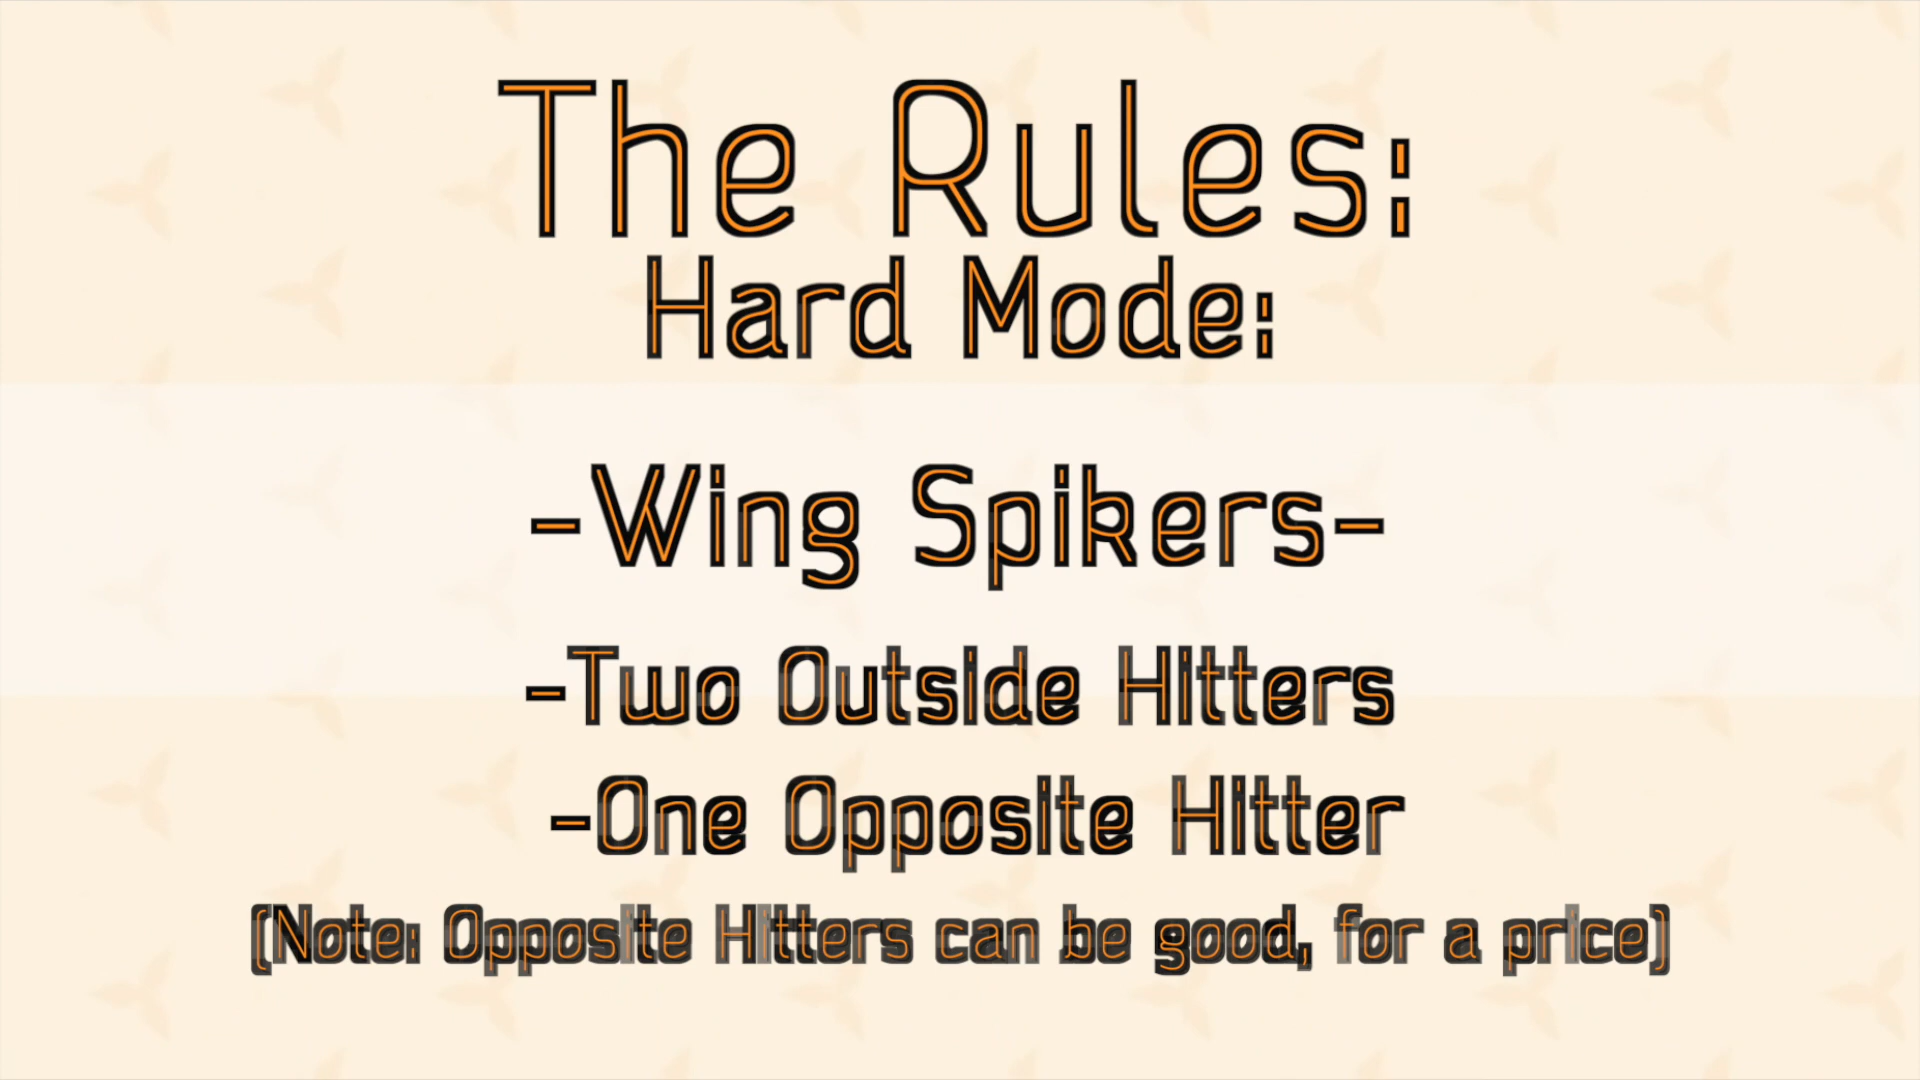 The Rules:
Hard Mode:
-Wing Spikers-
-Two Outside Hitters
-One Opposite Hitter
(Note: Opposite Hitters can be good, for a price)